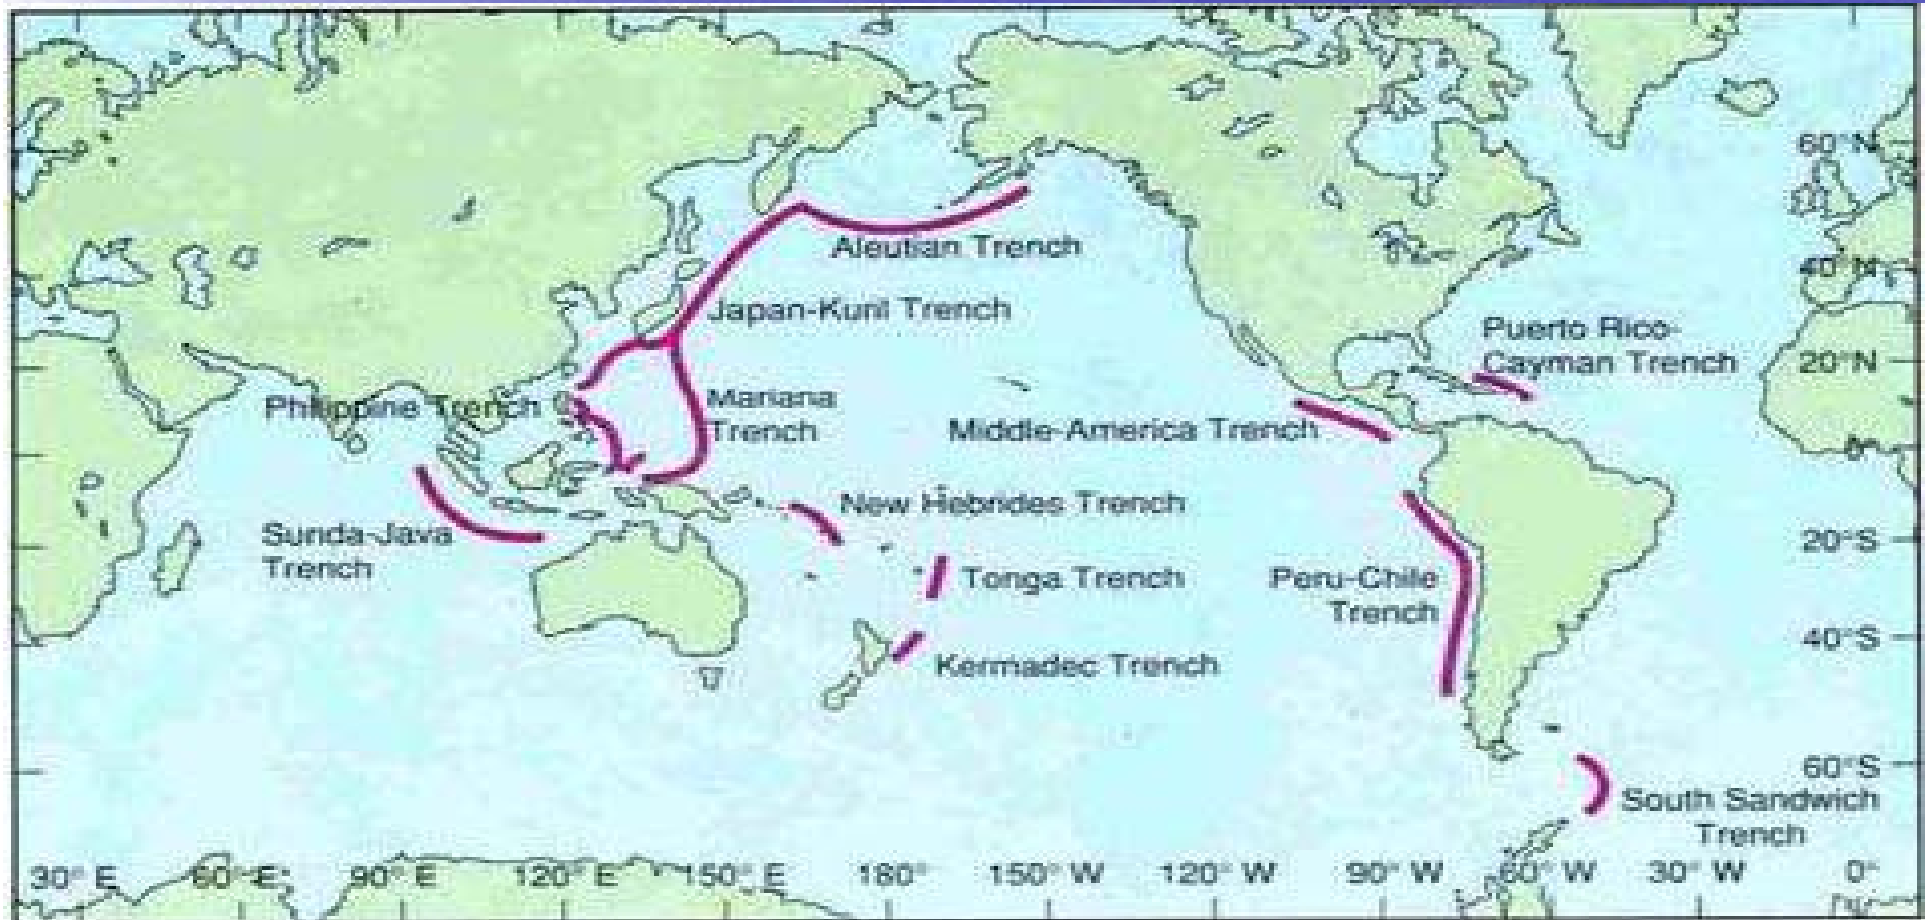 60°N
Aleutian Trench
40°N
Japan-Kuril Trench
Puerto Rico-
Cayman Trench
20°N
Philippine Trench
Mariana
Trench
Middle-America Trench
0°
New Hebrides Trench
Sunda-Java
Trench
20°S
Tonga Trench
Peru-Chile
Trench
40°S
Kermadec Trench
60°S
South Sandwich
Trench
30° E 60° E 90° E 120° E 150° E 180° 150° W 120° W 90° W 60° W 30° W 0°